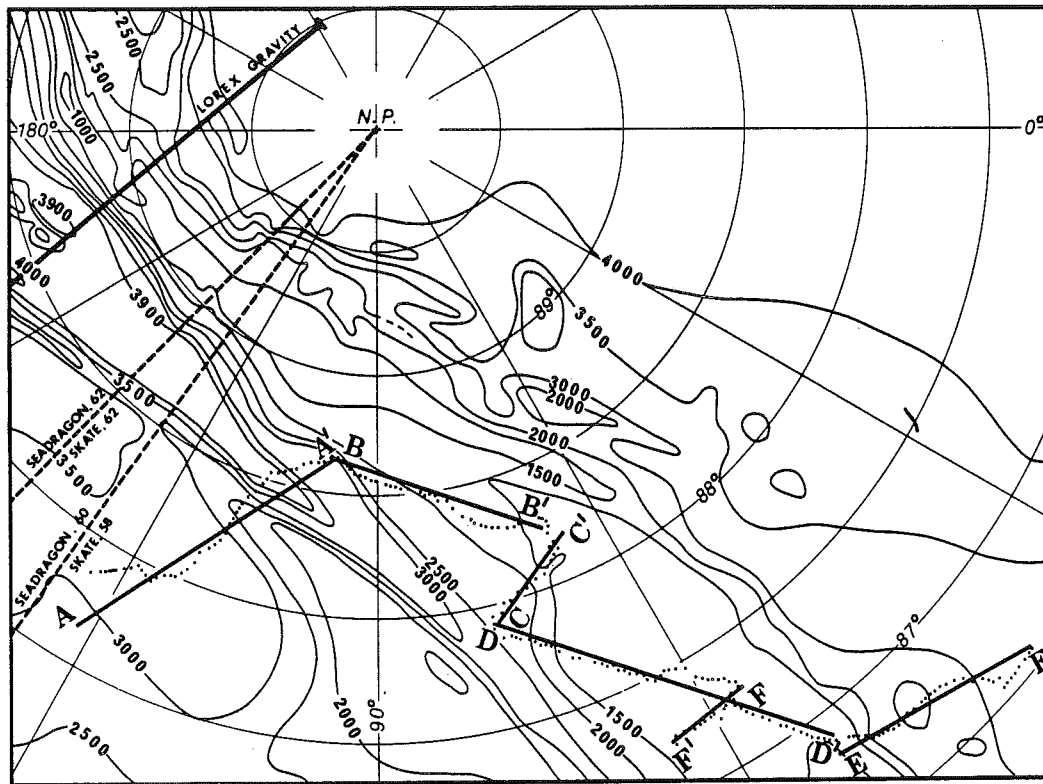 2500
2500
LOREX GRAVITY
1000
N.P.
180°
0°
3900
4000
4000
3900
89°
3500
3500
3000
2000
2000
SEADRAGON, 62
SKATE, 62
3500
A'
B
1500
88°
B'
C'
SEADRAGON, 60
SKATE, 58
2500
3000
A
C
D
3000
87°
F
90°
2000
1500
2000
F'
D'
E
2500